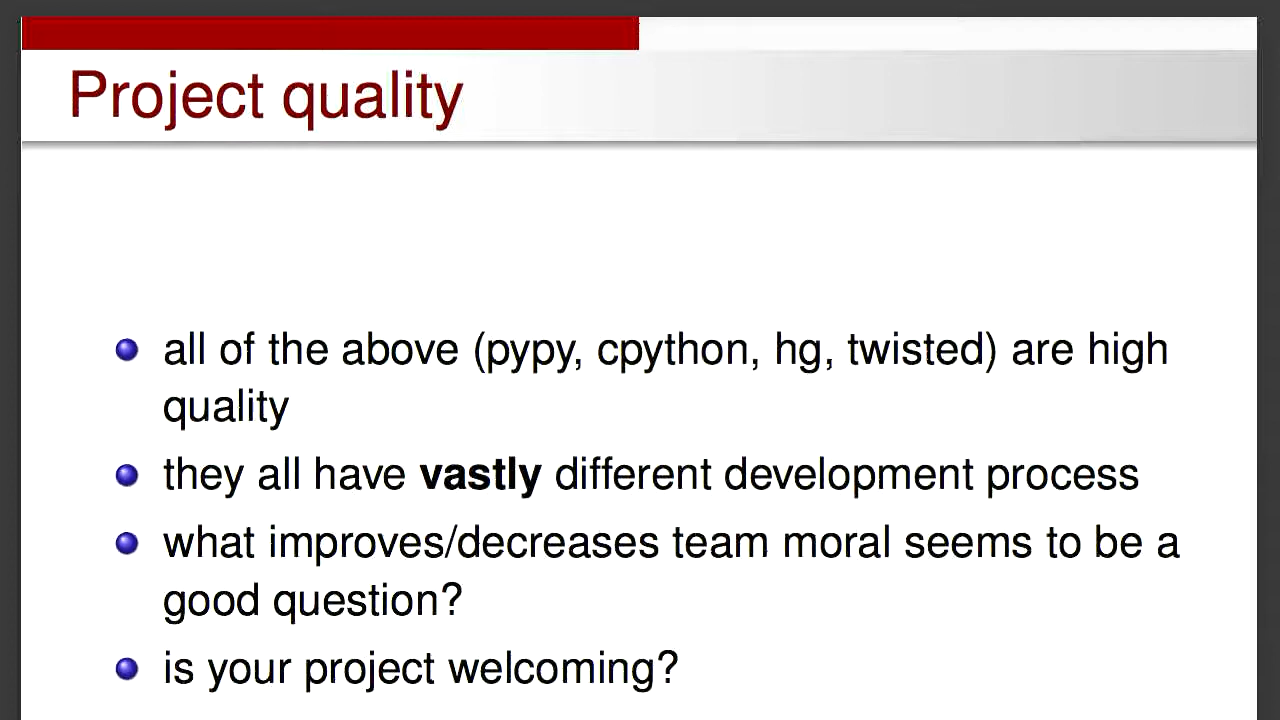 Project quality
all of the above (pypy, cpython, hg, twisted) are high
quality
they all have vastly different development process
what improves/decreases team moral seems to be a
good question?
is your project welcoming?